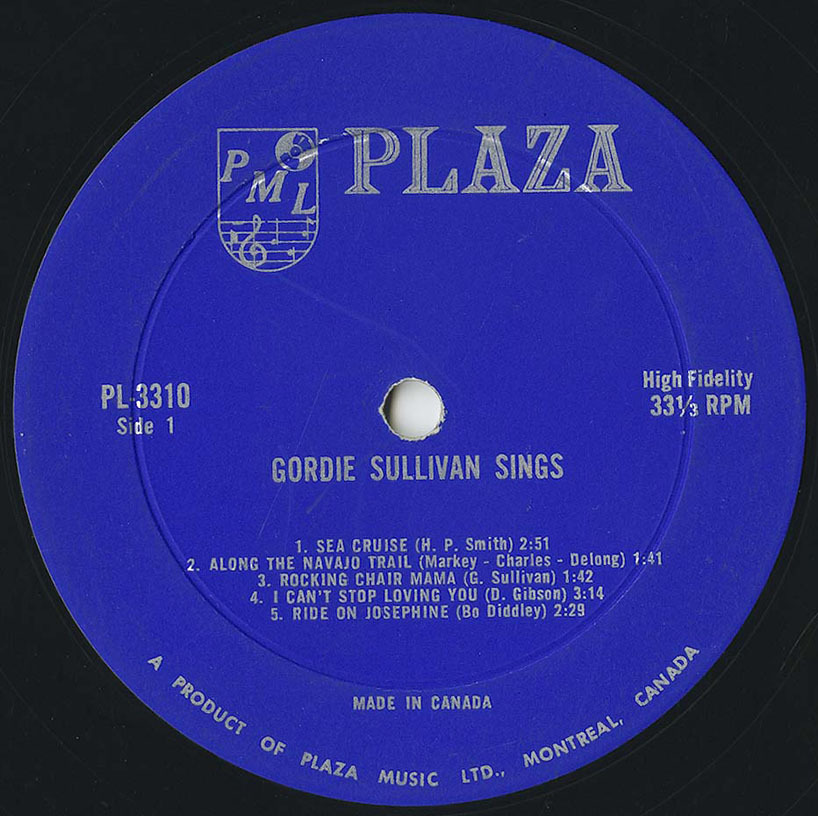 PML
PLAZA
PL-3310
Side 1
High Fidelity
33⅓ RPM
GORDIE SULLIVAN SINGS
1. SEA CRUISE (H. P. Smith) 2:51
2. ALONG THE NAVAJO TRAIL (Markey - Charles - Delong) 1:41
3. ROCKING CHAIR MAMA (G. Sullivan) 1:42
4. I CAN'T STOP LOVING YOU (D. Gibson) 3:14
5. RIDE ON JOSEPHINE (Bo Diddley) 2:29
MADE IN CANADA
A PRODUCT OF PLAZA MUSIC LTD., MONTREAL, CANADA